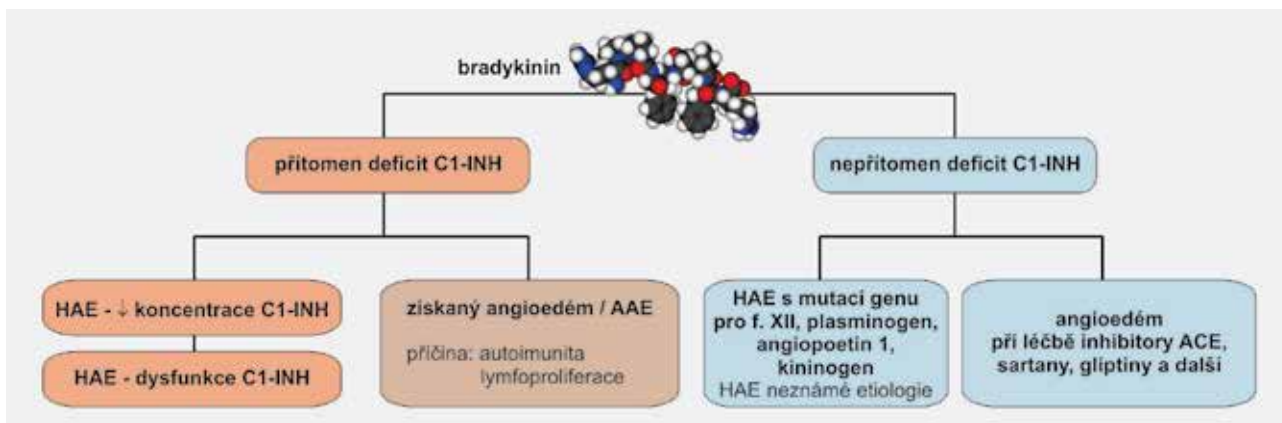 bradykinin
přítomen deficit C1-INH
nepřítomen deficit C1-INH
HAE - ↓ koncentrace C1-INH
HAE - dysfunkce C1-INH
získaný angioedém / AAE
příčina: autoimunita
lymfoproliferace
HAE s mutací genu
pro f. XII, plasminogen,
angiopoetin 1,
kininogen
HAE neznámé etiologie
angioedém
při léčbě inhibitory ACE,
sartany, gliptiny a další